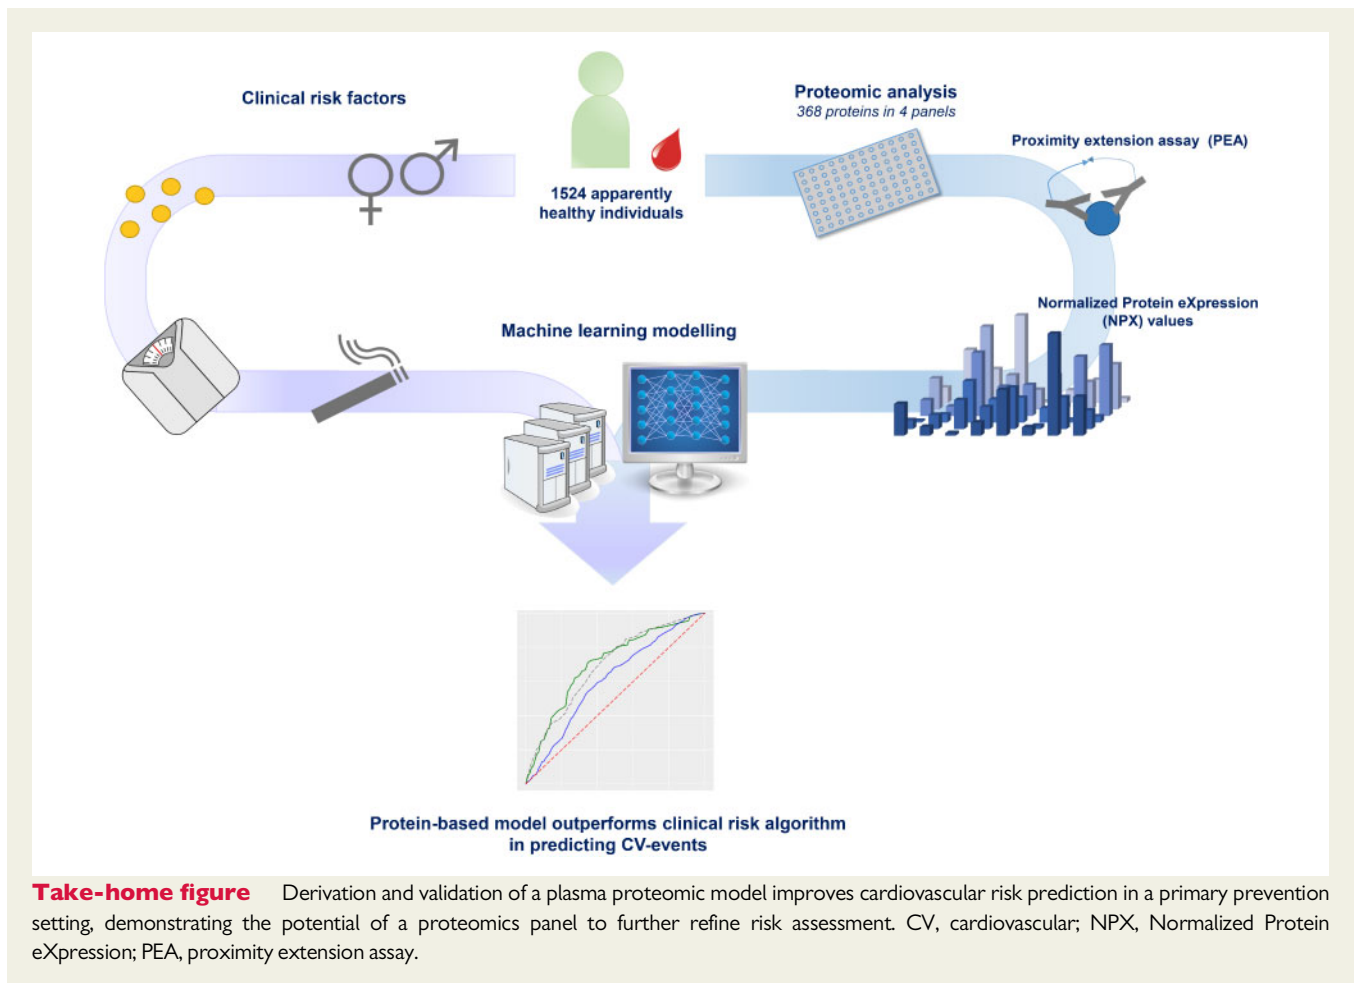 Clinical risk factors
1524 apparently
healthy individuals
Proteomic analysis
368 proteins in 4 panels
Proximity extension assay (PEA)
Normalized Protein eXpression
(NPX) values
Machine learning modelling
Protein-based model outperforms clinical risk algorithm
in predicting CV-events
Take-home figure Derivation and validation of a plasma proteomic model improves cardiovascular risk prediction in a primary prevention
setting, demonstrating the potential of a proteomics panel to further refine risk assessment. CV, cardiovascular; NPX, Normalized Protein
eXpression; PEA, proximity extension assay.